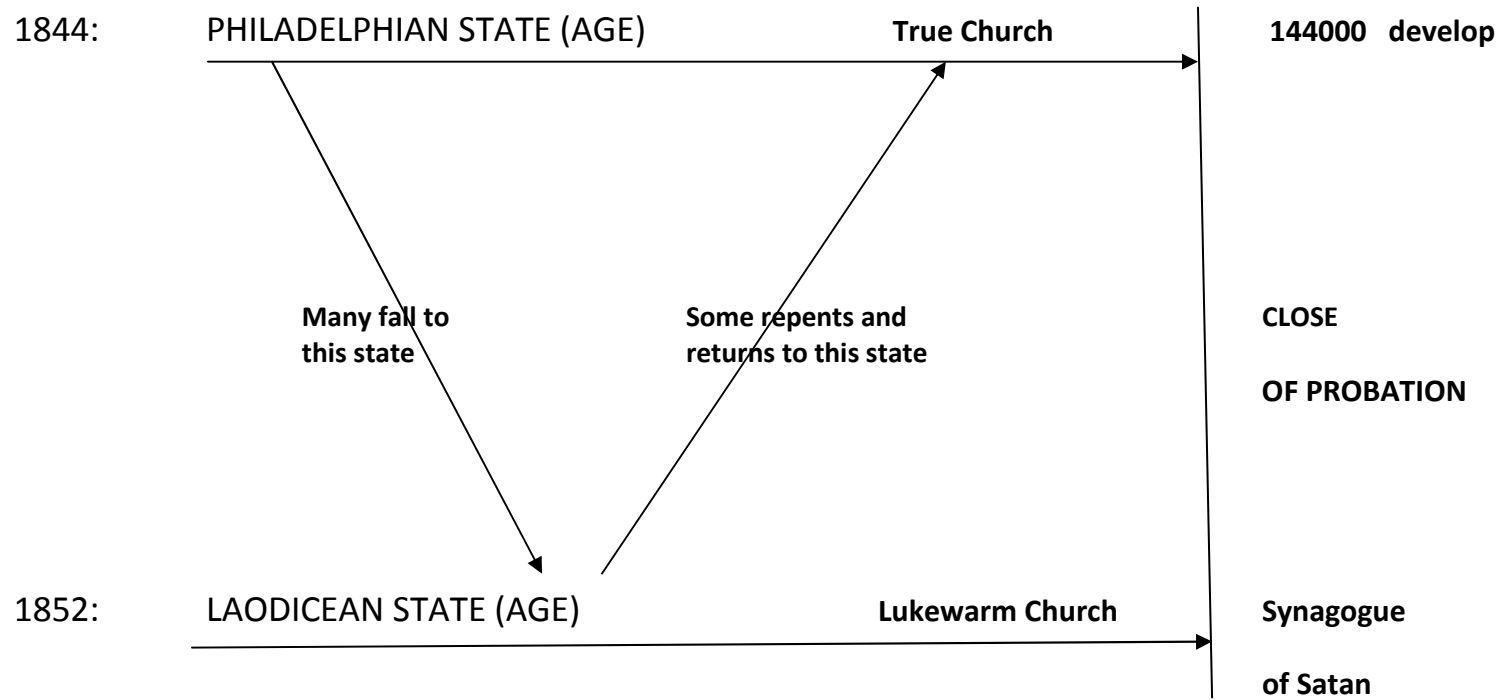 1844: PHILADELPHIAN STATE (AGE) True Church 144000 develop
Many fall to
this state
Some repents and
returns to this state
CLOSE
OF PROBATION
1852: LAODICEAN STATE (AGE) Lukewarm Church Synagogue
of Satan